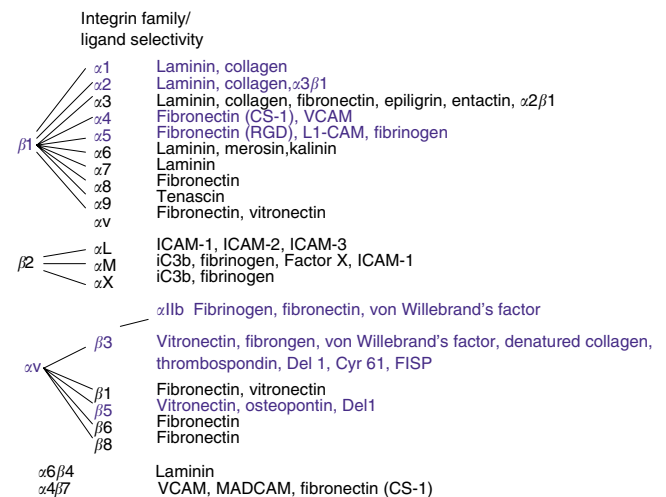 Integrin family/
ligand selectivity
α1 Laminin, collagen
α2 Laminin, collagen,α3β1
α3 Laminin, collagen, fibronectin, epiligrin, entactin, α2β1
α4 Fibronectin (CS-1), VCAM
β1 α5 Fibronectin (RGD), L1-CAM, fibrinogen
α6 Laminin, merosin,kalinin
α7 Laminin
α8 Fibronectin
α9 Tenascin
αv Fibronectin, vitronectin
αL ICAM-1, ICAM-2, ICAM-3
β2 αM iC3b, fibrinogen, Factor X, ICAM-1
αX iC3b, fibrinogen
αIIb Fibrinogen, fibronectin, von Willebrand's factor
β3 Vitronectin, fibrongen, von Willebrand's factor, denatured collagen,
αv thrombospondin, Del 1, Cyr 61, FISP
β1 Fibronectin, vitronectin
β5 Vitronectin, osteopontin, Del1
β6 Fibronectin
β8 Fibronectin
α6β4 Laminin
α4β7 VCAM, MADCAM, fibronectin (CS-1)